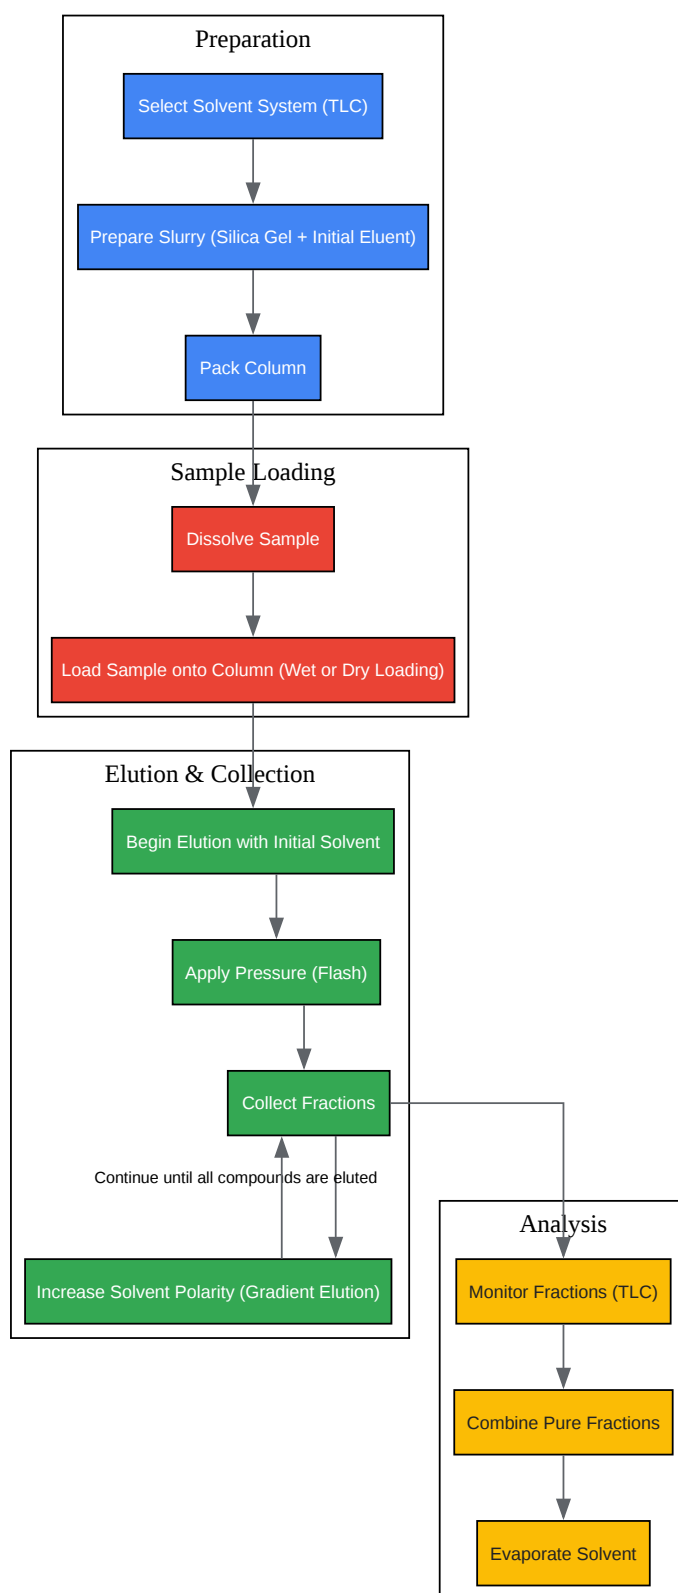 Preparation
Select Solvent System (TLC)
Prepare Slurry (Silica Gel + Initial Eluent)
Pack Column
Sample Loading
Dissolve Sample
Load Sample onto Column (Wet or Dry Loading)
Elution & Collection
Begin Elution with Initial Solvent
Apply Pressure (Flash)
Collect Fractions
Continue until all compounds are eluted
Increase Solvent Polarity (Gradient Elution)
Analysis
Monitor Fractions (TLC)
Combine Pure Fractions
Evaporate Solvent